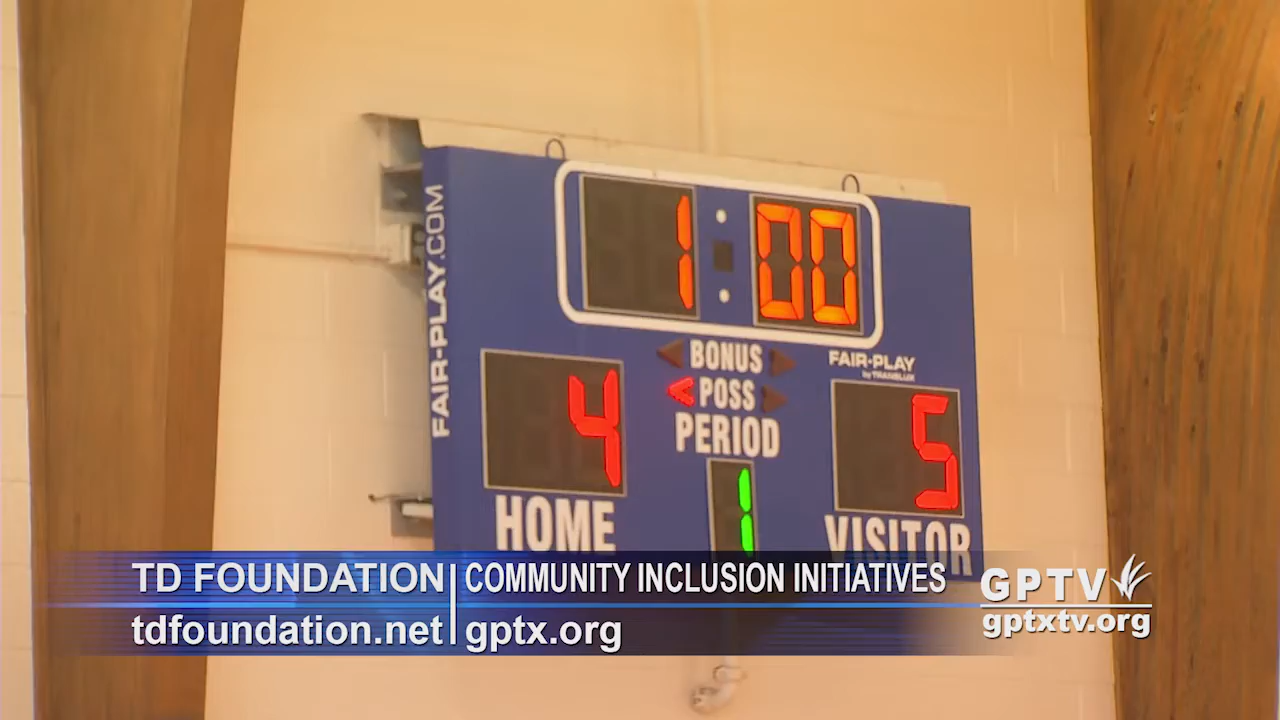 FAIR-PLAY.COM
1:00
BONUS
FAIR-PLAY
by TRANS-LUX
< POSS
PERIOD
4
5
1
HOME
VISITOR
TD FOUNDATION
COMMUNITY INCLUSION INITIATIVES
tdfoundation.net
gptx.org
GPTV
gptxtv.org